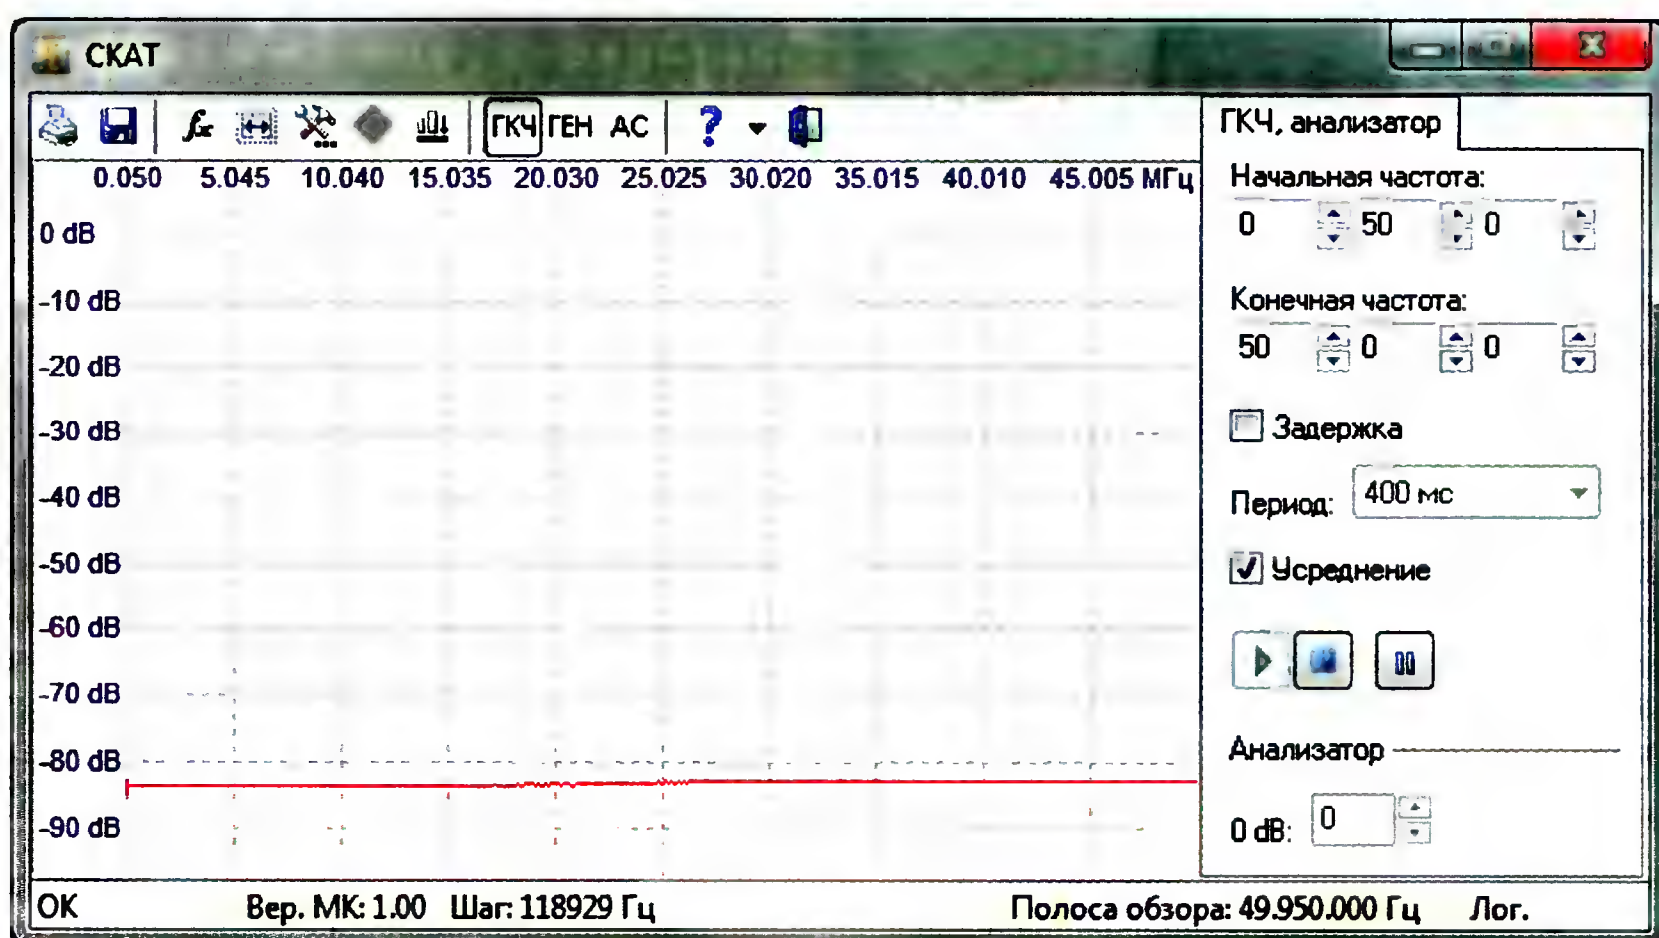 СКАТ
fx ГКЧ ГЕН АС ?
0.050 5.045 10.040 15.035 20.030 25.025 30.020 35.015 40.010 45.005 МГц
0 dB
-10 dB
-20 dB
-30 dB
-40 dB
-50 dB
-60 dB
-70 dB
-80 dB
-90 dB
ГКЧ, анализатор
Начальная частота:
0 50 0
Конечная частота:
50 0 0
Задержка
Период: 400 мс
Усреднение
Анализатор
0 dB: 0
OK Вер. МК: 1.00 Шаг: 118929 Гц Полоса обзора: 49.950.000 Гц Лог.